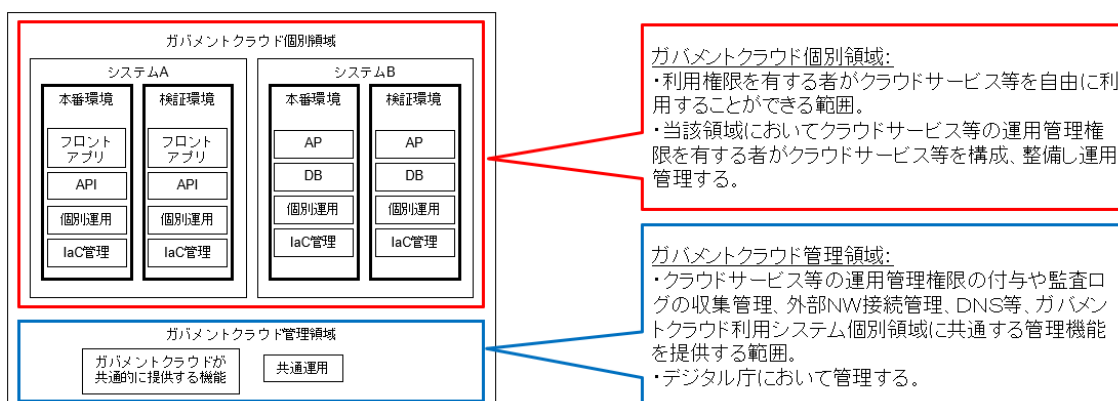 ガバメントクラウド個別領域
システムA
本番環境
フロント
アプリ
API
個別運用
IaC管理
検証環境
フロント
アプリ
API
個別運用
IaC管理
システムB
本番環境
AP
DB
個別運用
IaC管理
検証環境
AP
DB
個別運用
IaC管理
ガバメントクラウド管理領域
ガバメントクラウドが
共通的に提供する機能
共通運用
ガバメントクラウド個別領域:
・利用権限を有する者がクラウドサービス等を自由に利
用することができる範囲。
・当該領域においてクラウドサービス等の運用管理権
限を有する者がクラウドサービス等を構成、整備し運用
管理する。
ガバメントクラウド管理領域:
・クラウドサービス等の運用管理権限の付与や監査ロ
グの収集管理、外部NW接続管理、DNS等、ガバメン
トクラウド利用システム個別領域に共通する管理機能
を提供する範囲。
・デジタル庁において管理する。